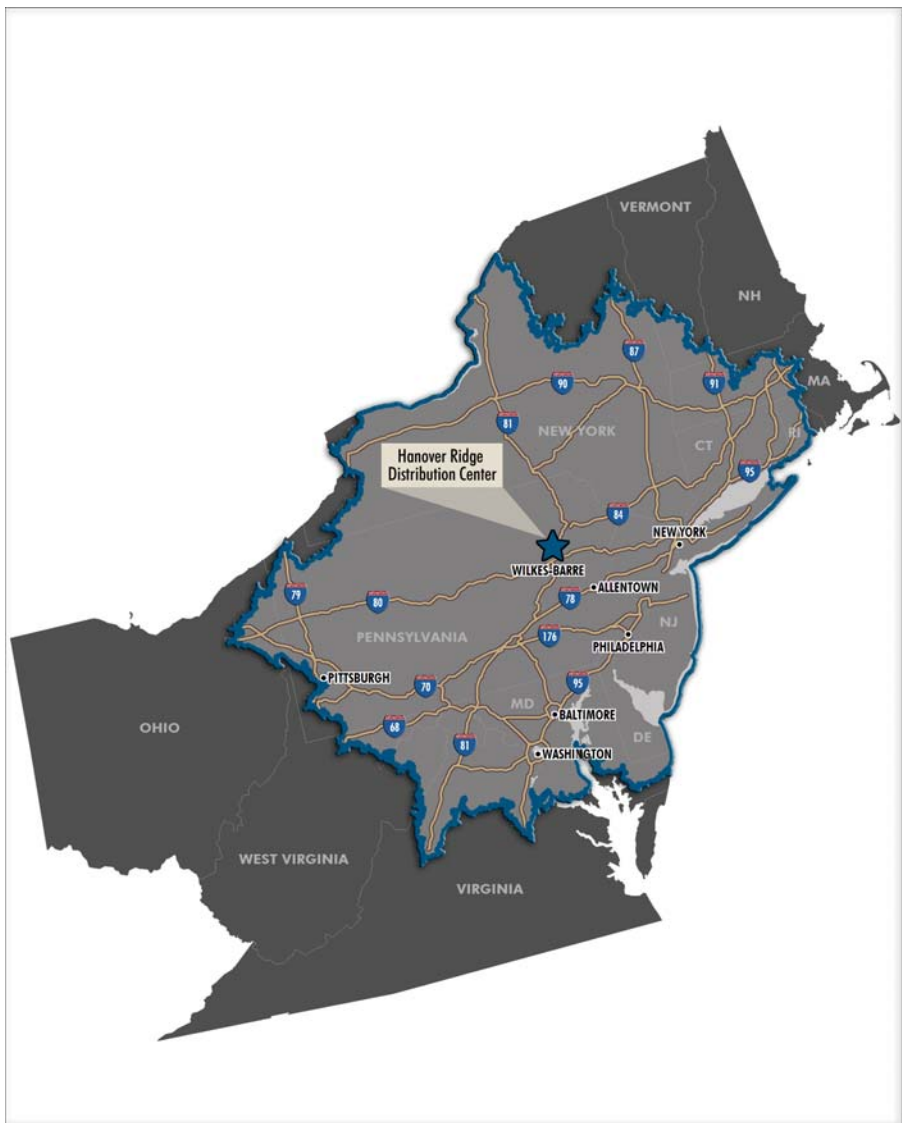 VERMONT
NH
87
MA
90
91
81
NEW YORK
CT
RI
Hanover Ridge
Distribution Center
95
84
NEW YORK
WILKES-BARRE
79
80
78
ALLENTOWN
NJ
PENNSYLVANIA
176
PHILADELPHIA
PITTSBURGH
70
95
MD
BALTIMORE
OHIO
68
DE
81
WASHINGTON
WEST VIRGINIA
VIRGINIA